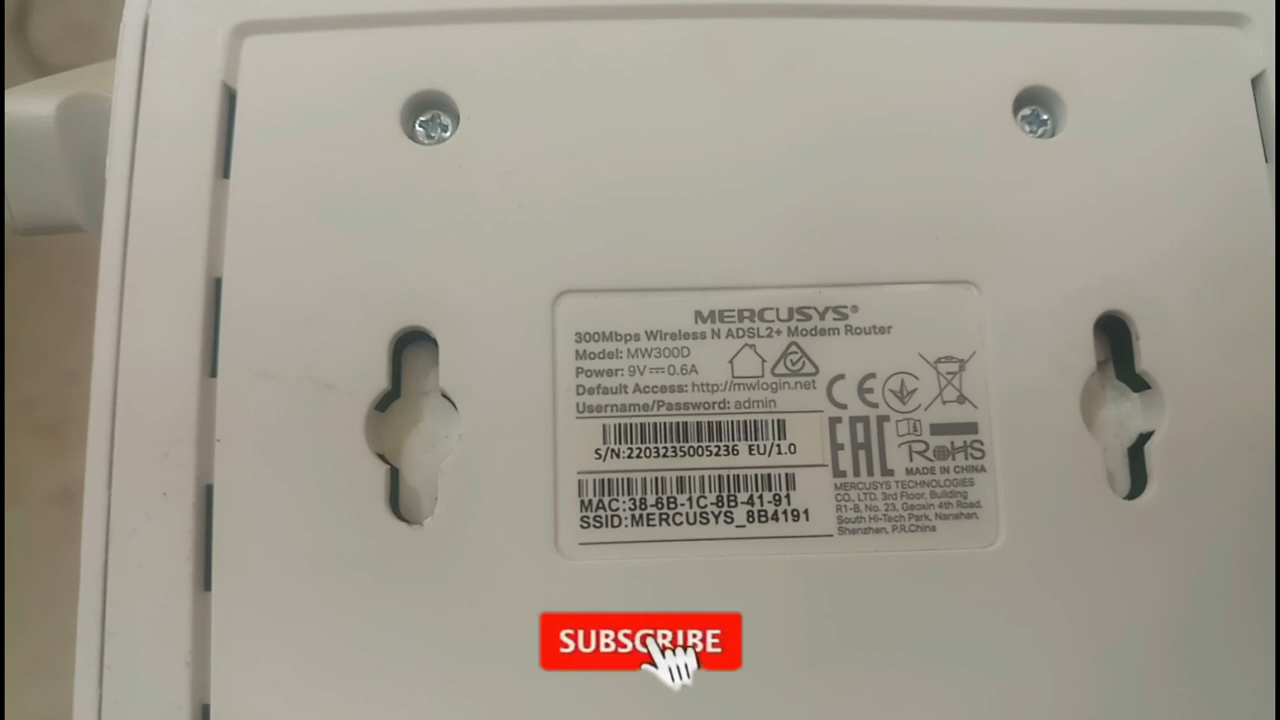 MERCUSYS®
300Mbps Wireless N ADSL2+ Modem Router
Model: MW300D
Power: 9V⎓0.6A
Default Access: http://mwlogin.net
Username/Password: admin
S/N:2203235005236 EU/1.0
MAC:38-6B-1C-8B-41-91
SSID:MERCUSYS_8B4191
CE
EAC
RoHS
MADE IN CHINA
MERCUSYS TECHNOLOGIES
CO., LTD. 3rd Floor, Building
R1-B, No. 23, Gaoxin 4th Road,
South Hi-Tech Park, Nanshan,
Shenzhen, P.R.China
SUBSCRIBE